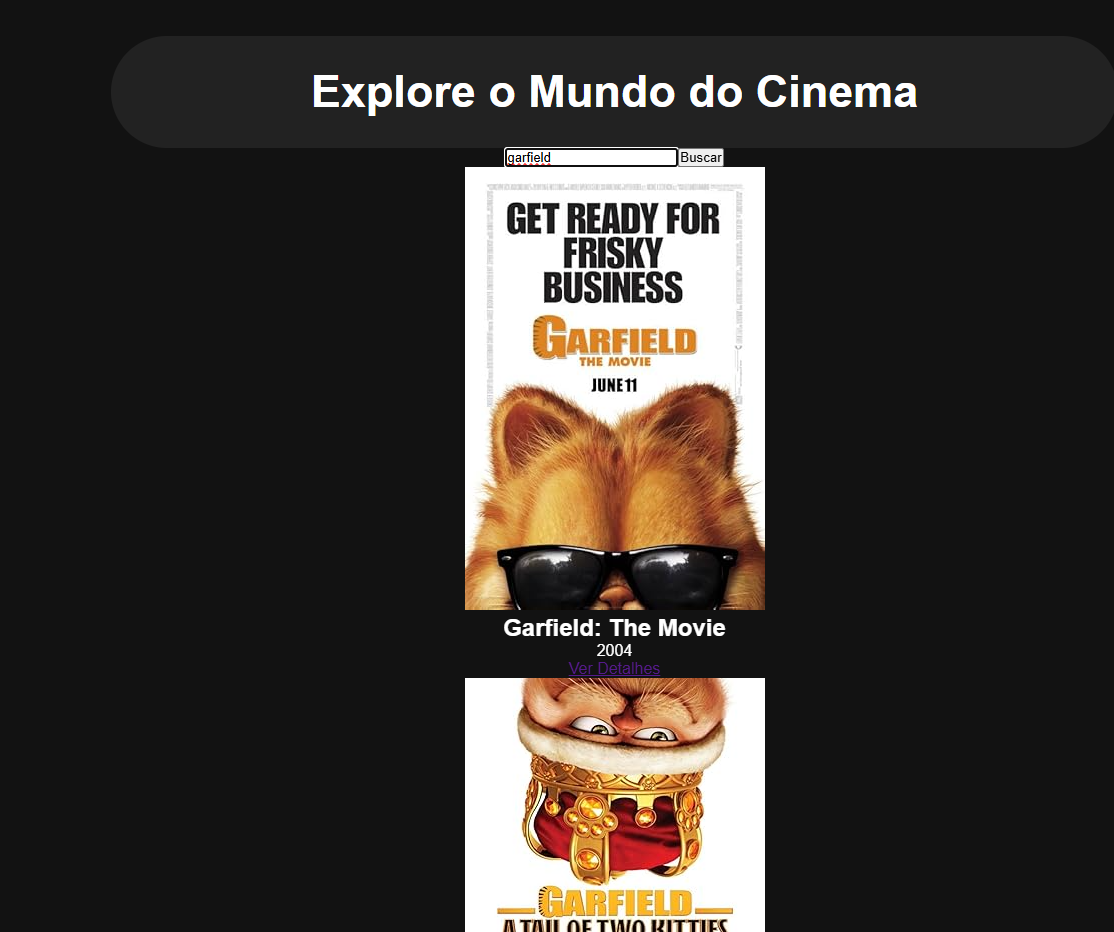 Explore o Mundo do Cinema
garfield
Buscar
GET READY FOR
FRISKY
BUSINESS
GARFIELD
THE MOVIE
JUNE 11
Garfield: The Movie
2004
Ver Detalhes
GARFIELD
A TAIL OF TWO KITTIES